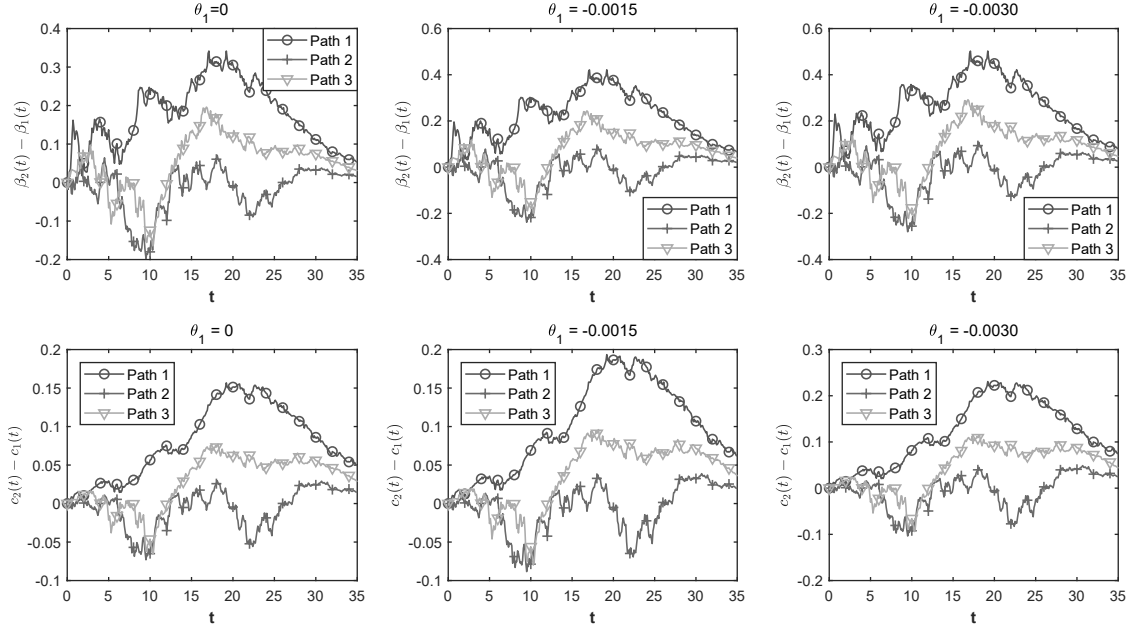 θ₁=0
β₂(t) − β₁(t)
0.4
0.3
0.2
0.1
0
-0.1
-0.2
0 5 10 15 20 25 30 35
t
Path 1
Path 2
Path 3
θ₁ = -0.0015
β₂(t) − β₁(t)
0.6
0.4
0.2
0
-0.2
-0.4
0 5 10 15 20 25 30 35
t
Path 1
Path 2
Path 3
θ₁ = -0.0030
β₂(t) − β₁(t)
0.6
0.4
0.2
0
-0.2
-0.4
0 5 10 15 20 25 30 35
t
Path 1
Path 2
Path 3
θ₁ = 0
c₂(t) − c₁(t)
0.2
0.15
0.1
0.05
0
-0.05
-0.1
0 5 10 15 20 25 30 35
t
Path 1
Path 2
Path 3
θ₁ = -0.0015
c₂(t) − c₁(t)
0.2
0.15
0.1
0.05
0
-0.05
-0.1
0 5 10 15 20 25 30 35
t
Path 1
Path 2
Path 3
θ₁ = -0.0030
c₂(t) − c₁(t)
0.3
0.2
0.1
0
-0.1
-0.2
0 5 10 15 20 25 30 35
t
Path 1
Path 2
Path 3